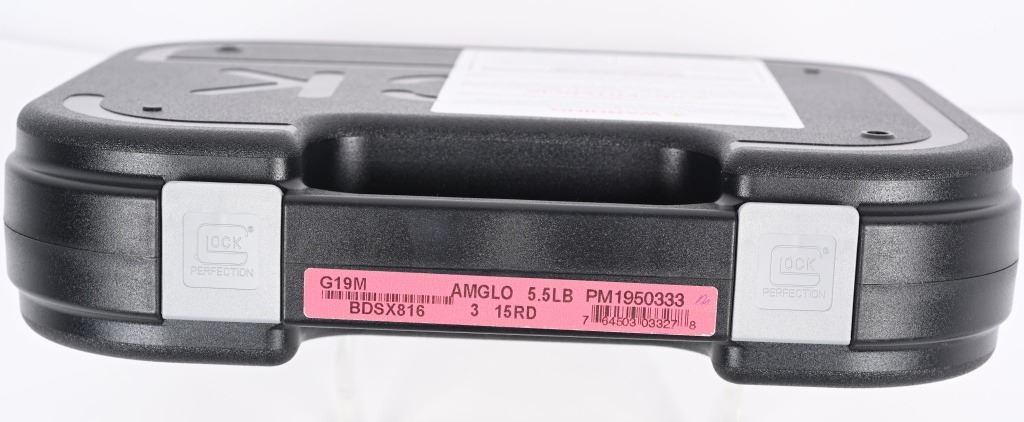 GLOCK®
PERFECTION
G19M AMGLO 5.5LB PM1950333
BDSX816 3 15RD 7 64503 03327 8
GLOCK®
PERFECTION